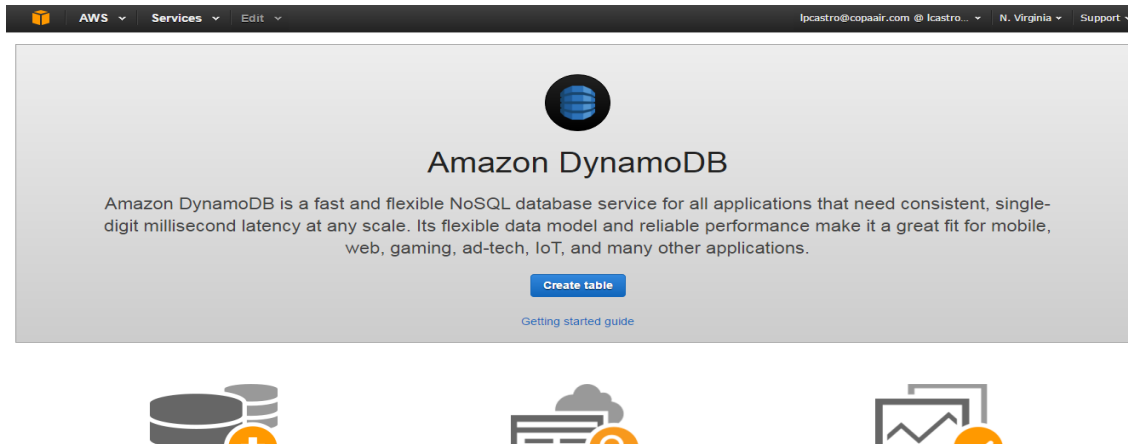 AWS Services Edit lpcastro@copaair.com @ lcastro... N. Virginia Support
Amazon DynamoDB
Amazon DynamoDB is a fast and flexible NoSQL database service for all applications that need consistent, single-
digit millisecond latency at any scale. Its flexible data model and reliable performance make it a great fit for mobile,
web, gaming, ad-tech, IoT, and many other applications.
Create table
Getting started guide